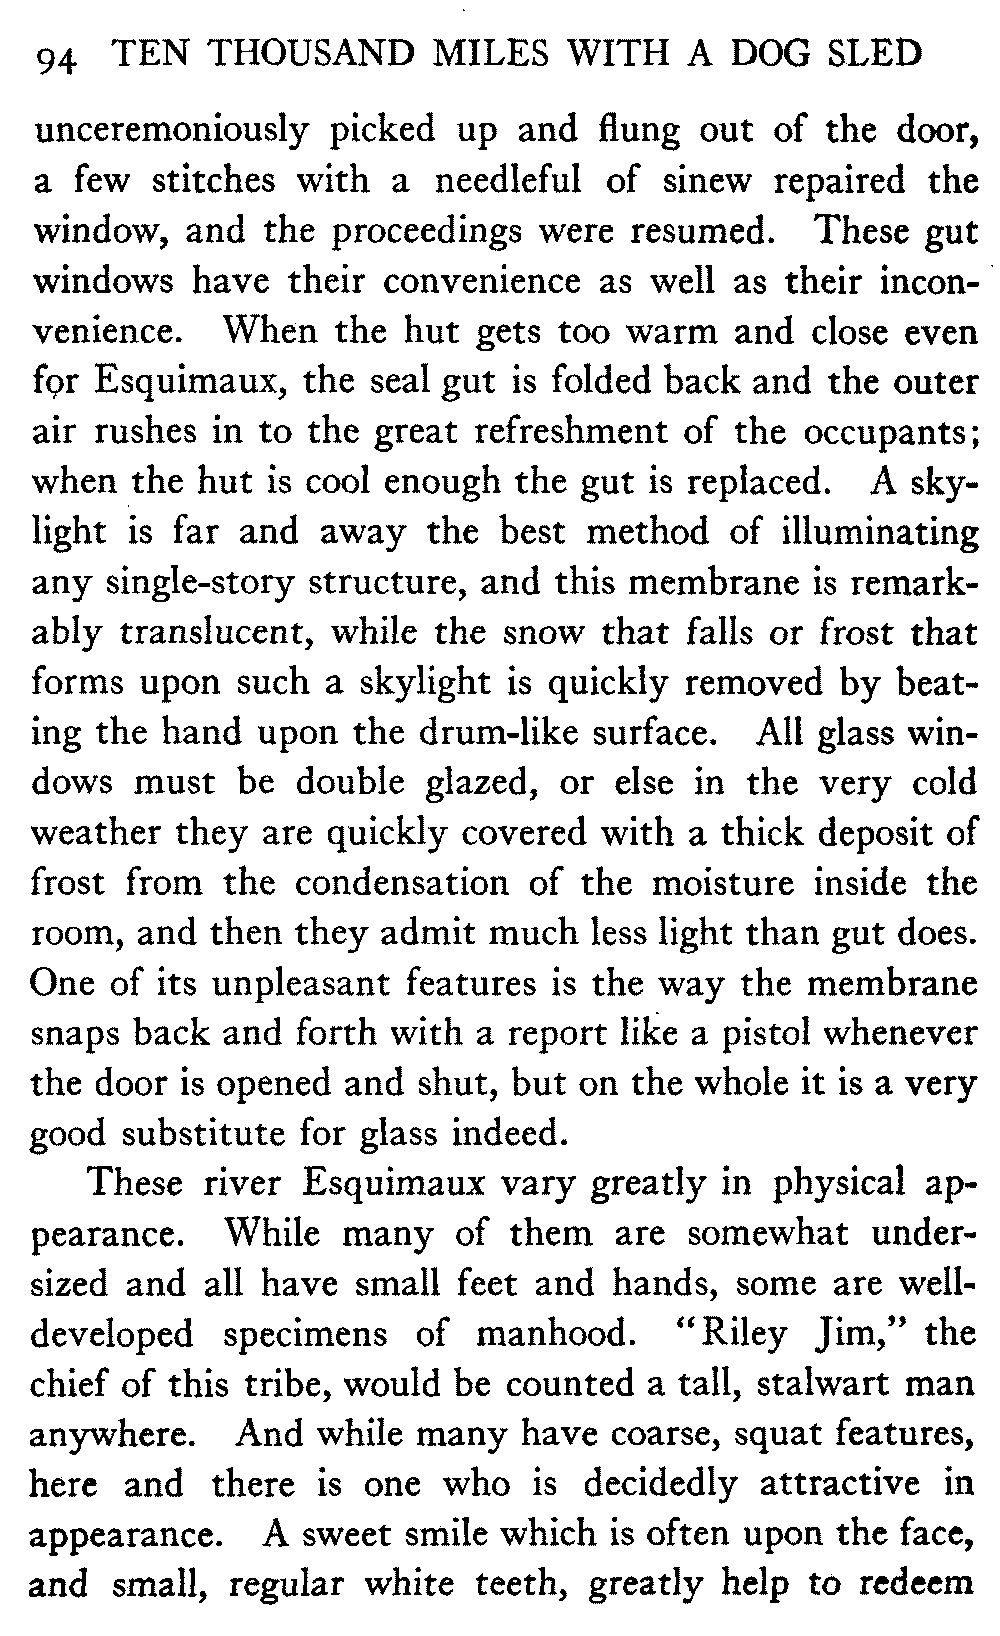 94 TEN THOUSAND MILES WITH A DOG SLED
unceremoniously picked up and flung out of the door,
a few stitches with a needleful of sinew repaired the
window, and the proceedings were resumed. These gut
windows have their convenience as well as their incon-
venience. When the hut gets too warm and close even
for Esquimaux, the seal gut is folded back and the outer
air rushes in to the great refreshment of the occupants;
when the hut is cool enough the gut is replaced. A sky-
light is far and away the best method of illuminating
any single-story structure, and this membrane is remark-
ably translucent, while the snow that falls or frost that
forms upon such a skylight is quickly removed by beat-
ing the hand upon the drum-like surface. All glass win-
dows must be double glazed, or else in the very cold
weather they are quickly covered with a thick deposit of
frost from the condensation of the moisture inside the
room, and then they admit much less light than gut does.
One of its unpleasant features is the way the membrane
snaps back and forth with a report like a pistol whenever
the door is opened and shut, but on the whole it is a very
good substitute for glass indeed.
These river Esquimaux vary greatly in physical ap-
pearance. While many of them are somewhat under-
sized and all have small feet and hands, some are well-
developed specimens of manhood. "Riley Jim," the
chief of this tribe, would be counted a tall, stalwart man
anywhere. And while many have coarse, squat features,
here and there is one who is decidedly attractive in
appearance. A sweet smile which is often upon the face,
and small, regular white teeth, greatly help to redeem